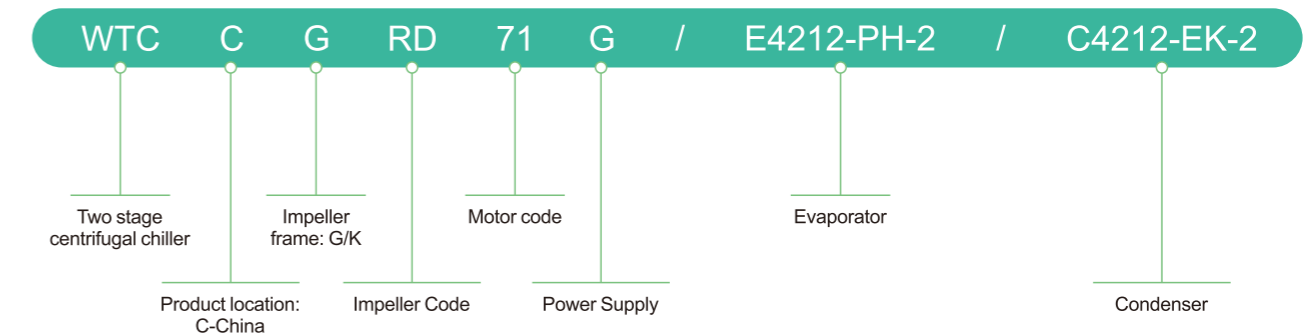 WTC C G RD 71 G / E4212-PH-2 / C4212-EK-2
Two stage
centrifugal chiller
Impeller
frame: G/K
Motor code
Evaporator
Product location:
C-China
Impeller Code
Power Supply
Condenser